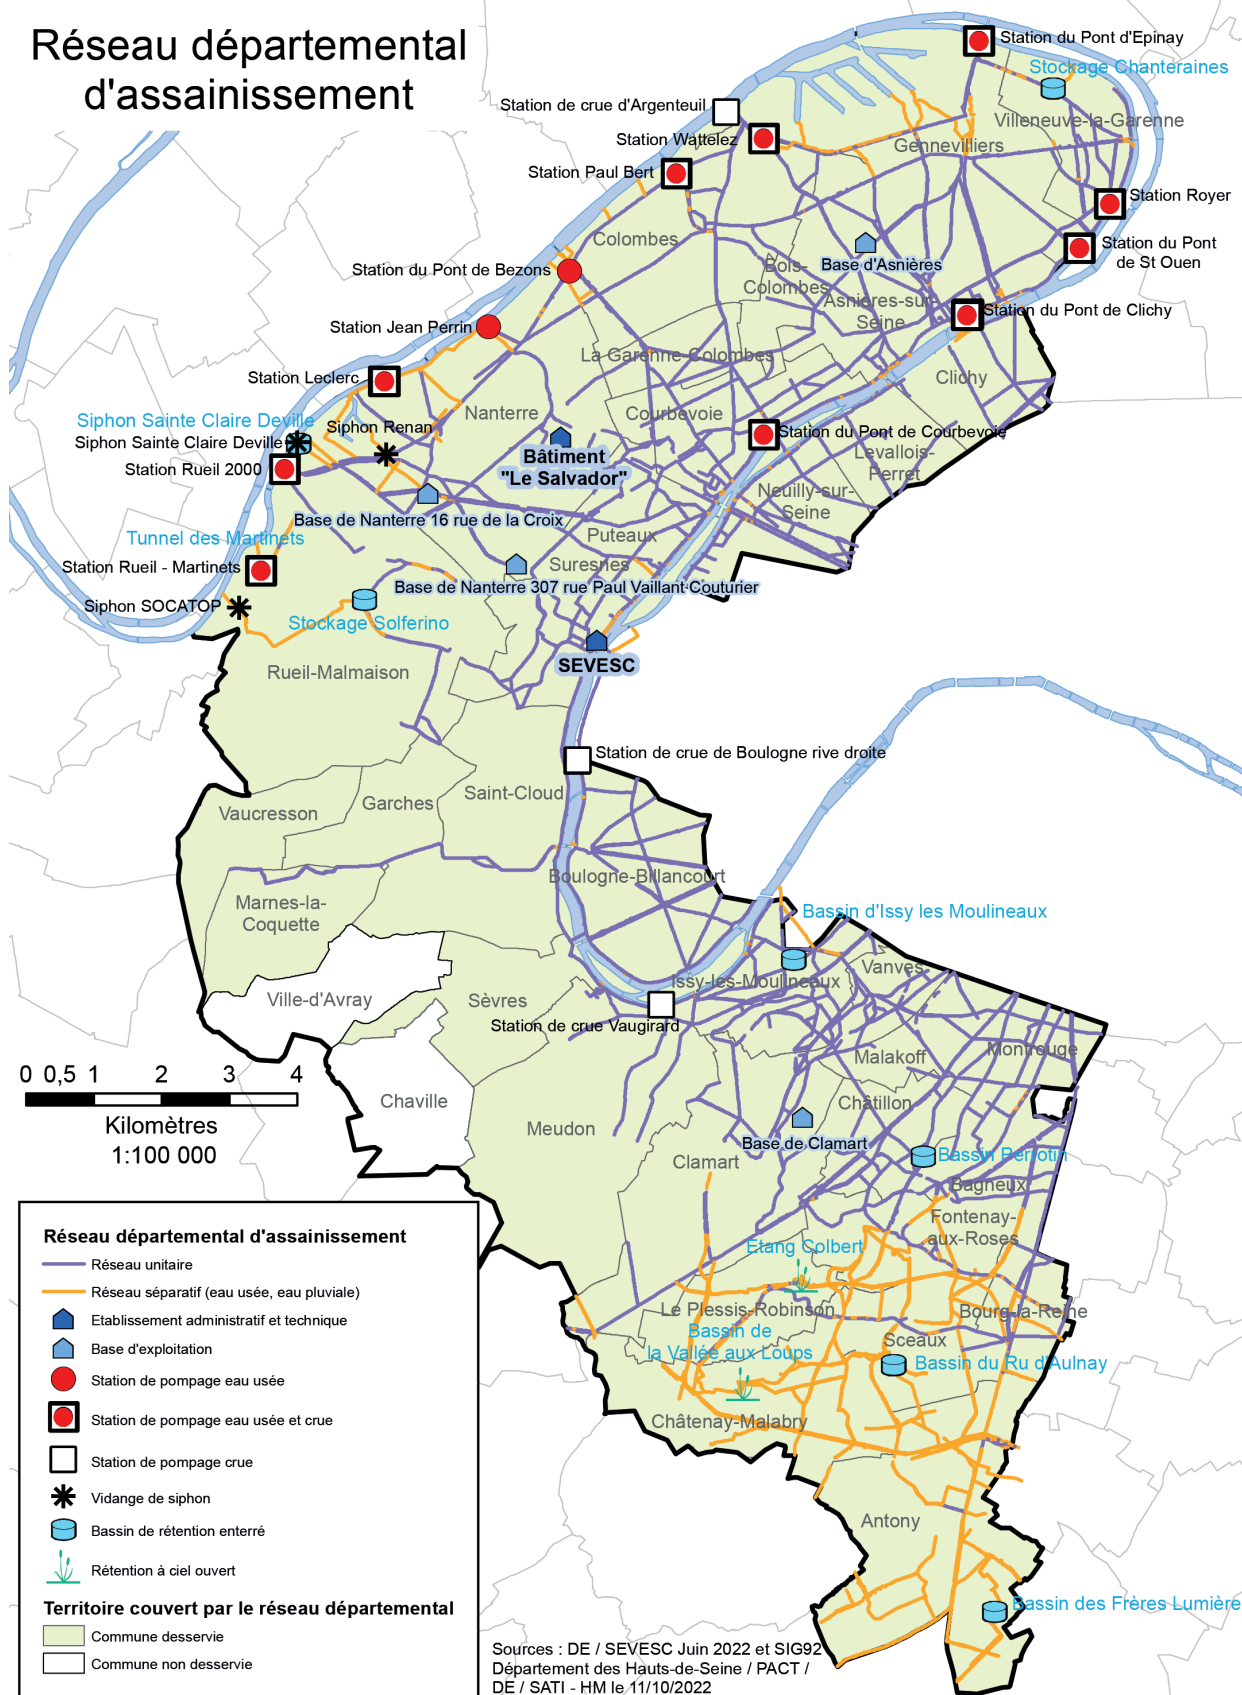 Réseau départemental
d'assainissement
Station du Pont d'Epinay
Stockage Chanteraines
Station de crue d'Argenteuil
Villeneuve-la-Garenne
Station Wattelez
Gennevilliers
Station Paul Bert
Station Royer
Colombes
Station du Pont
de St Ouen
Station du Pont de Bezons
Bois-
Colombes
Base d'Asnières
Asnières-sur-
Seine
Station du Pont de Clichy
Station Jean Perrin
La Garenne-Colombes
Station Leclerc
Clichy
Nanterre
Courbevoie
Siphon Sainte Claire Deville
Siphon Renan
Siphon Sainte Claire Deville
Station du Pont de Courbevoie
Station Rueil 2000
Bâtiment
"Le Salvador"
Levallois-
Perret
Neuilly-sur-
Seine
Base de Nanterre 16 rue de la Croix
Tunnel des Martinets
Puteaux
Station Rueil - Martinets
Suresnes
Base de Nanterre 307 rue Paul Vaillant Couturier
Siphon SOCATOP
Stockage Solferino
SEVESC
Rueil-Malmaison
Station de crue de Boulogne rive droite
Saint-Cloud
Garches
Vaucresson
Boulogne-Billancourt
Marnes-la-
Coquette
Bassin d'Issy les Moulineaux
Vanves
Issy-les-Moulineaux
Ville-d'Avray
Sèvres
Station de crue Vaugirard
Malakoff
Montrouge
0 0,5 1 2 3 4
Kilomètres
1:100 000
Chaville
Châtillon
Meudon
Base de Clamart
Clamart
Bassin Perrotin
Bagneux
Fontenay-
aux-Roses
Etang Colbert
Le Plessis-Robinson
Bourg-la-Reine
Bassin de
la Vallée aux Loups
Sceaux
Bassin du Ru d'Aulnay
Châtenay-Malabry
Antony
Bassin des Frères Lumière
Réseau départemental d'assainissement
Réseau unitaire
Réseau séparatif (eau usée, eau pluviale)
Etablissement administratif et technique
Base d'exploitation
Station de pompage eau usée
Station de pompage eau usée et crue
Station de pompage crue
Vidange de siphon
Bassin de rétention enterré
Rétention à ciel ouvert
Territoire couvert par le réseau départemental
Commune desservie
Commune non desservie
Sources : DE / SEVESC Juin 2022 et SIG92
Département des Hauts-de-Seine / PACT /
DE / SATI - HM le 11/10/2022